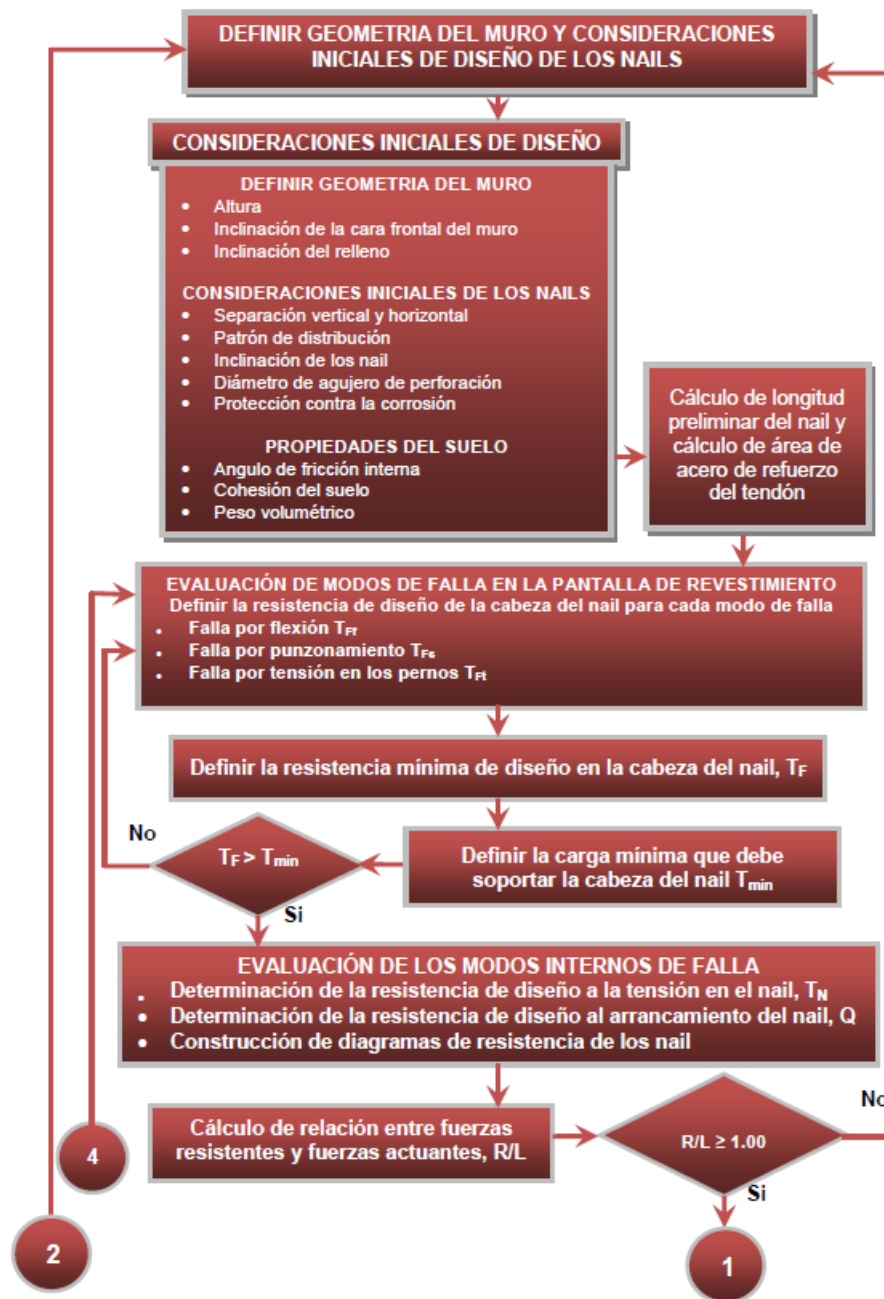 DEFINIR GEOMETRIA DEL MURO Y CONSIDERACIONES
INICIALES DE DISEÑO DE LOS NAILS
CONSIDERACIONES INICIALES DE DISEÑO
DEFINIR GEOMETRIA DEL MURO
• Altura
• Inclinación de la cara frontal del muro
• Inclinación del relleno
CONSIDERACIONES INICIALES DE LOS NAILS
• Separación vertical y horizontal
• Patrón de distribución
• Inclinación de los nail
• Diámetro de agujero de perforación
• Protección contra la corrosión
PROPIEDADES DEL SUELO
• Angulo de fricción interna
• Cohesión del suelo
• Peso volumétrico
Cálculo de longitud
preliminar del nail y
cálculo de área de
acero de refuerzo
del tendón
EVALUACIÓN DE MODOS DE FALLA EN LA PANTALLA DE REVESTIMIENTO
Definir la resistencia de diseño de la cabeza del nail para cada modo de falla
• Falla por flexión TFf
• Falla por punzonamiento TFs
• Falla por tensión en los pernos TFt
Definir la resistencia mínima de diseño en la cabeza del nail, TF
No
TF > Tmin
Definir la carga mínima que debe
soportar la cabeza del nail Tmin
Si
EVALUACIÓN DE LOS MODOS INTERNOS DE FALLA
• Determinación de la resistencia de diseño a la tensión en el nail, TN
• Determinación de la resistencia de diseño al arrancamiento del nail, Q
• Construcción de diagramas de resistencia de los nail
Cálculo de relación entre fuerzas
resistentes y fuerzas actuantes, R/L
R/L ≥ 1.00
No
Si
4
2
1